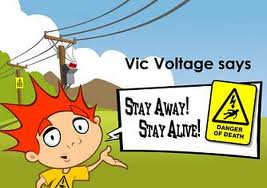 Vic Voltage says
STAY AWAY!
STAY ALIVE!
DANGER
OF DEATH